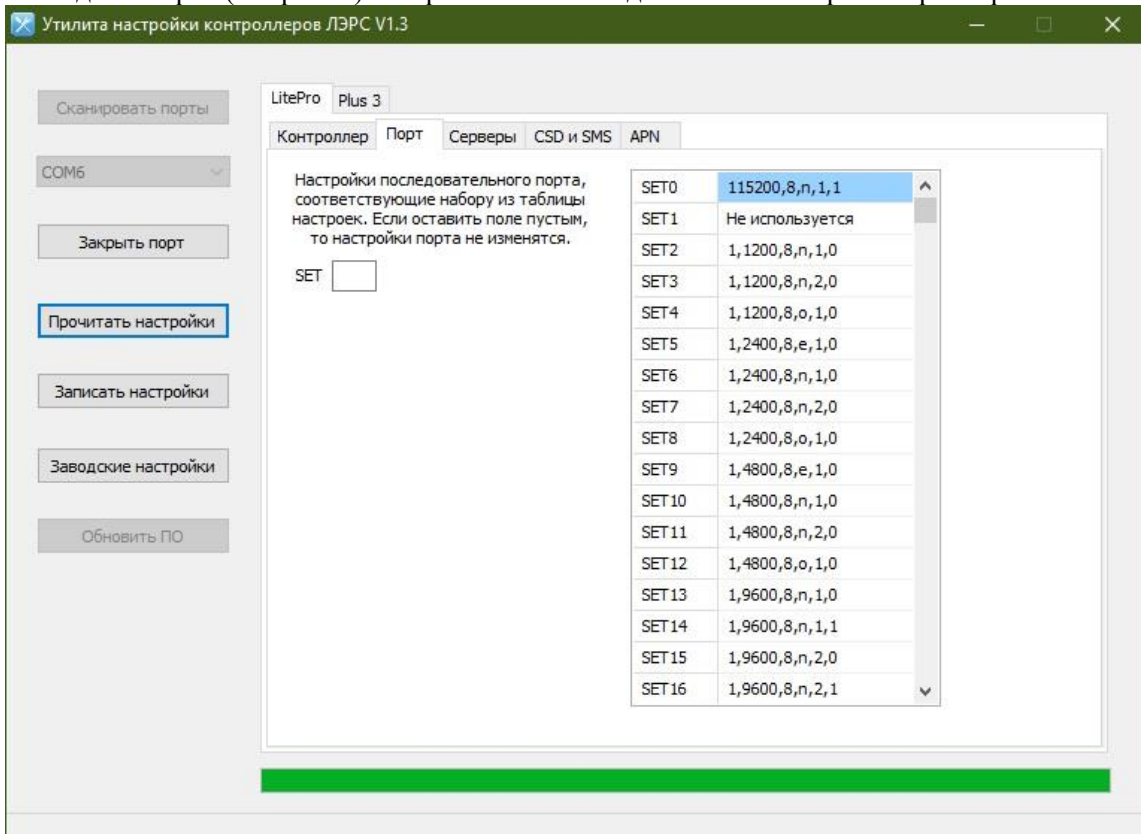 Утилита настройки контроллеров ЛЭРС V1.3
Сканировать порты
COM6
Закрыть порт
Прочитать настройки
Записать настройки
Заводские настройки
Обновить ПО
LitePro Plus 3
Контроллер Порт Серверы CSD и SMS APN
Настройки последовательного порта,
соответствующие набору из таблицы
настроек. Если оставить поле пустым,
то настройки порта не изменятся.
SET
SET0 115200,8,n,1,1
SET1 Не используется
SET2 1,1200,8,n,1,0
SET3 1,1200,8,n,2,0
SET4 1,1200,8,o,1,0
SET5 1,2400,8,e,1,0
SET6 1,2400,8,n,1,0
SET7 1,2400,8,n,2,0
SET8 1,2400,8,o,1,0
SET9 1,4800,8,e,1,0
SET10 1,4800,8,n,1,0
SET11 1,4800,8,n,2,0
SET12 1,4800,8,o,1,0
SET13 1,9600,8,n,1,0
SET14 1,9600,8,n,1,1
SET15 1,9600,8,n,2,0
SET16 1,9600,8,n,2,1